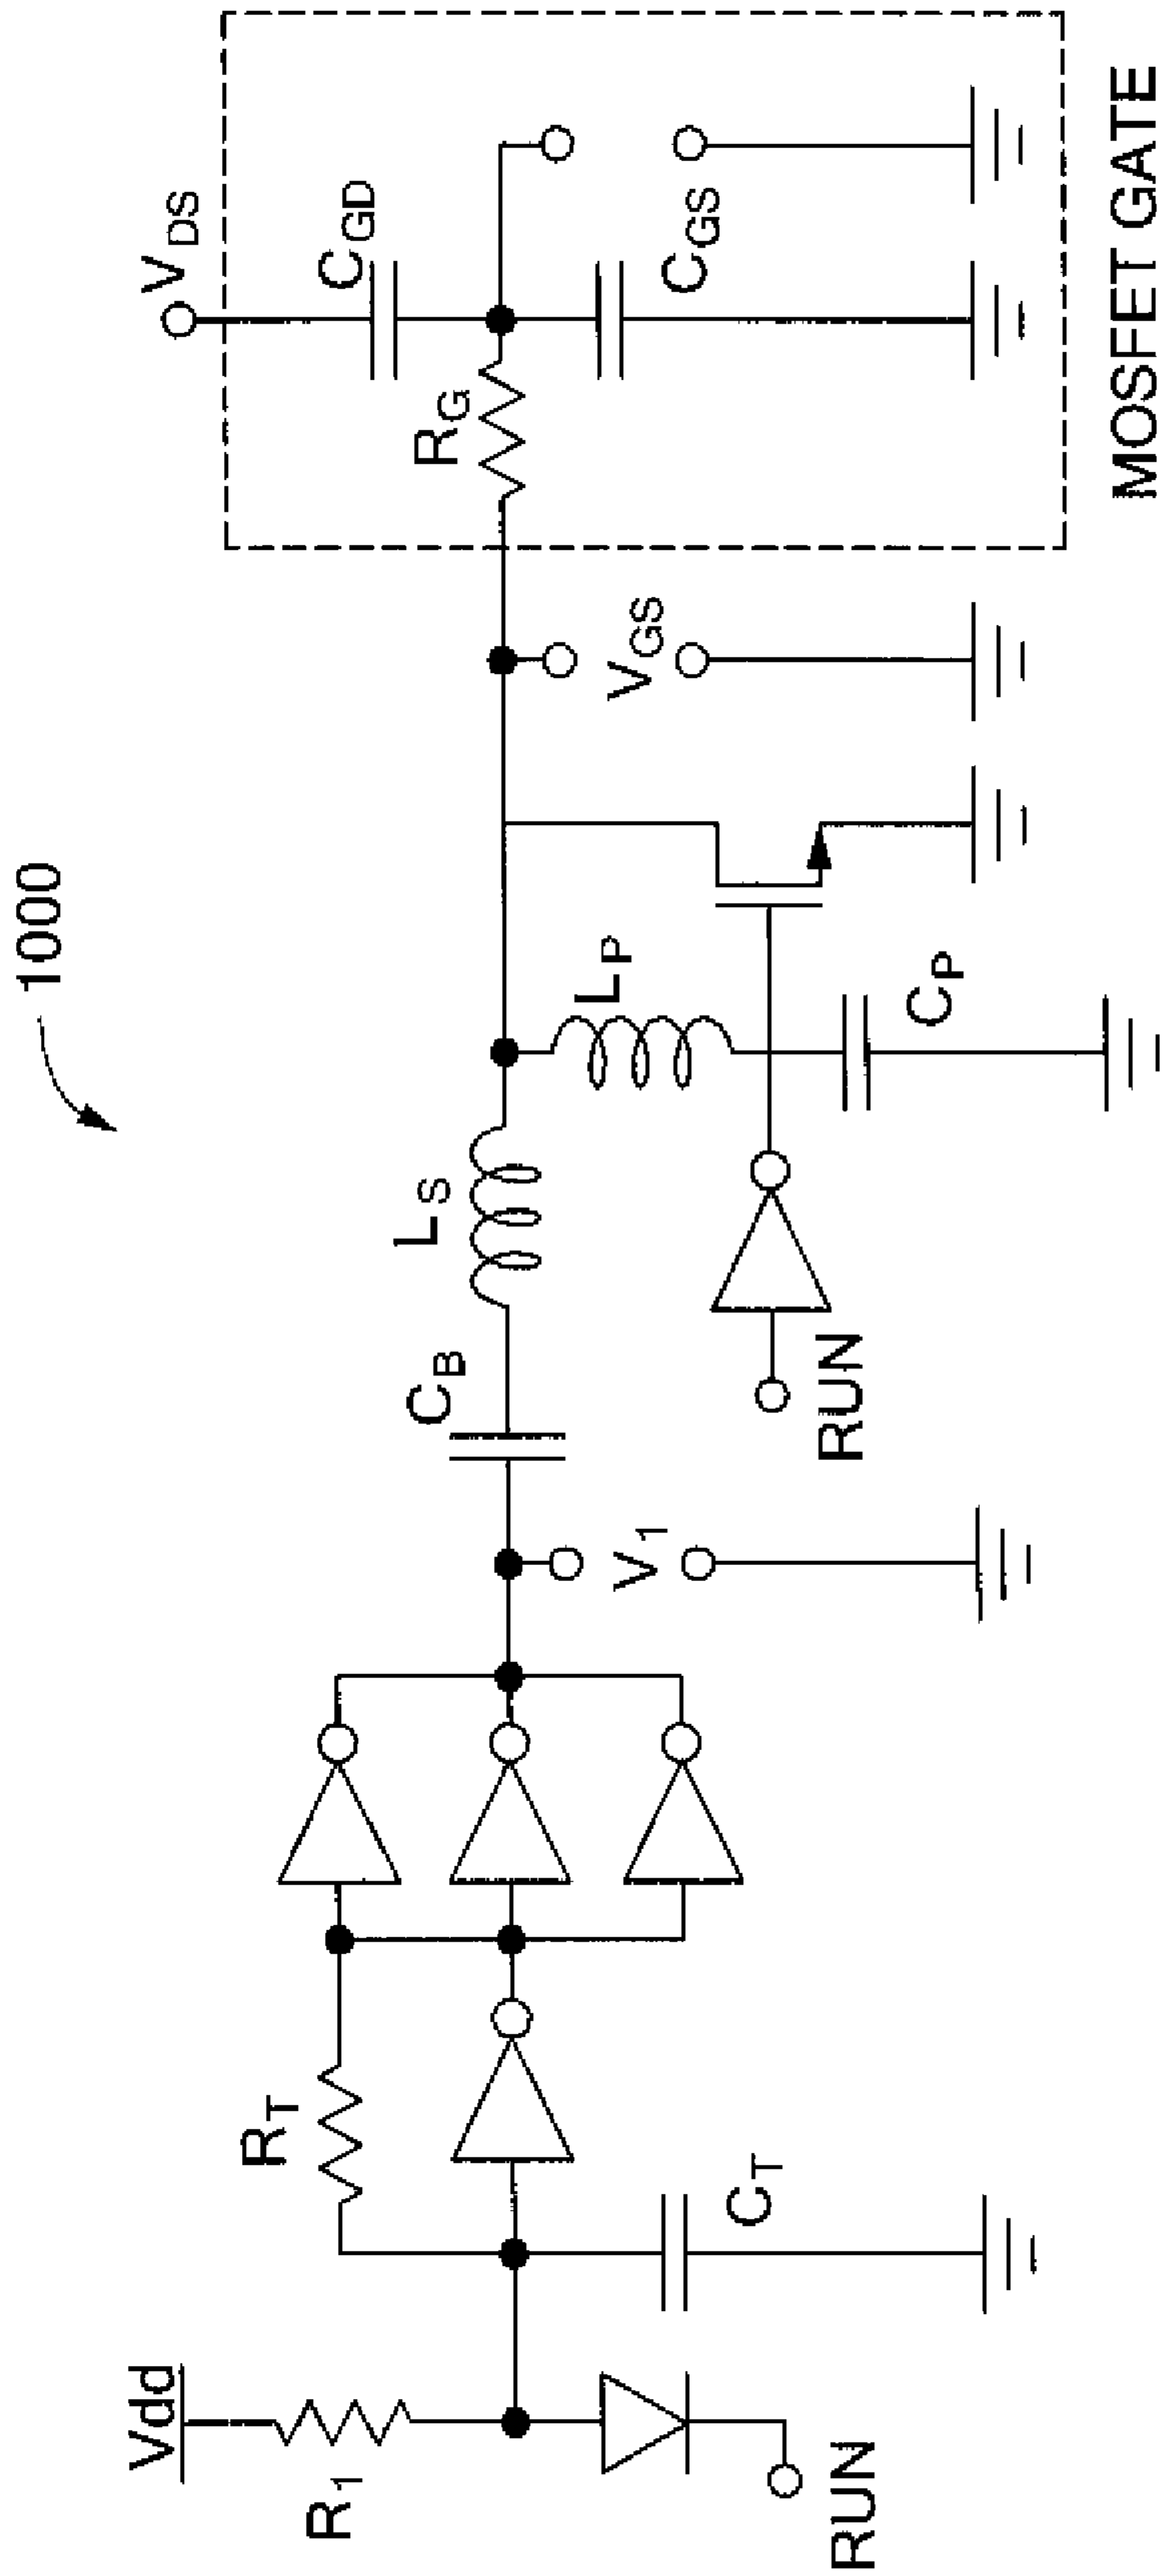 1000
Vdd
R1
RUN
RT
CT
V1
CB
LS
RUN
LP
CP
VGS
RG
VDS
CGD
CGS
MOSFET GATE